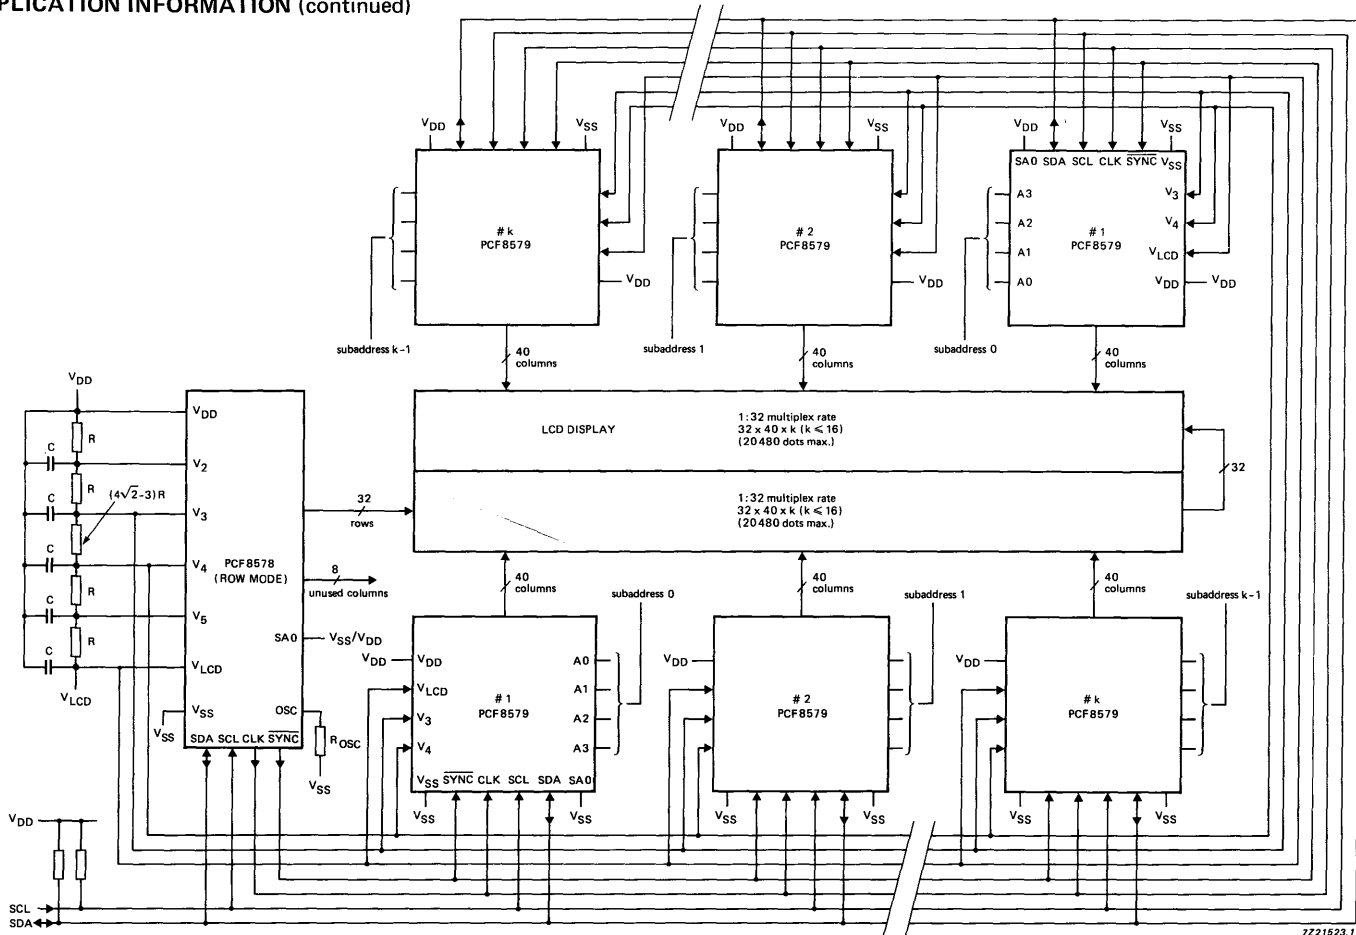 PLICATION INFORMATION (continued)
VDD
VSS
VDD
VSS
VDD
VSS
SA0 SDA SCL CLK SYNC VSS
# k
PCF8579
VDD
subaddress k-1
40
columns
# 2
PCF8579
VDD
subaddress 1
40
columns
A3
A2
A1
A0
# 1
PCF8579
V3
V4
VLCD
VDD
VDD
subaddress 0
40
columns
VDD
R
C
R
C
(4√2-3)R
C
R
C
R
C
VLCD
VDD
V2
V3
V4
V5
VLCD
VSS
VSS
PCF8578
(ROW MODE)
SA0
VSS/VDD
OSC
ROSC
VSS
SDA SCL CLK SYNC
32
rows
8
unused columns
LCD DISPLAY
1:32 multiplex rate
32 x 40 x k (k ⩽ 16)
(20480 dots max.)
1:32 multiplex rate
32 x 40 x k (k ⩽ 16)
(20480 dots max.)
32
40
columns
subaddress 0
VDD
VDD
VLCD
V3
V4
# 1
PCF8579
A0
A1
A2
A3
VSS SYNC CLK SCL SDA SA0
VSS
VSS
40
columns
subaddress 1
VDD
# 2
PCF8579
VSS
VSS
40
columns
subaddress k-1
VDD
# k
PCF8579
VSS
VSS
VDD
SCL
SDA
7Z21523.1